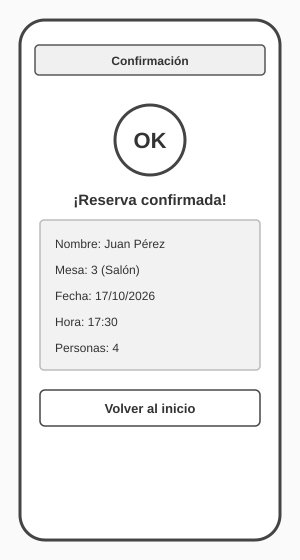 Confirmación
OK
¡Reserva confirmada!
Nombre: Juan Pérez
Mesa: 3 (Salón)
Fecha: 17/10/2026
Hora: 17:30
Personas: 4
Volver al inicio